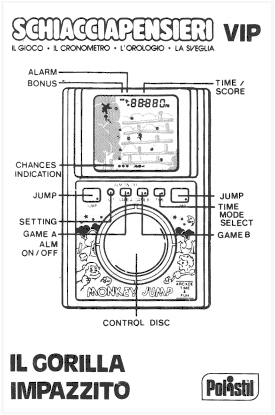 SCHIACCIAPENSIERI VIP
IL GIOCO • IL CRONOMETRO • L'OROLOGIO • LA SVEGLIA
ALARM
BONUS
TIME /
SCORE
CHANCES
INDICATION
JUMP
JUMP
SETTING
TIME
MODE
SELECT
GAME A
GAME B
ALM
ON / OFF
MONKEY JUMP
ARCADE
TIME
&
FUN
CONTROL DISC
IL GORILLA
IMPAZZITO
Polistil